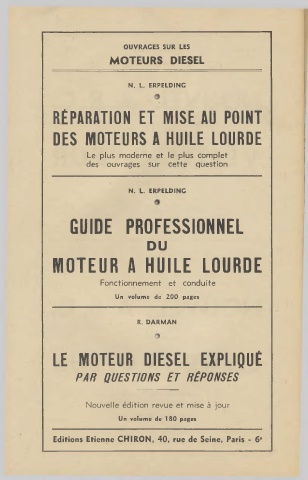 OUVRAGES SUR LES
MOTEURS DIESEL
N. L. ERPELDING
RÉPARATION ET MISE AU POINT
DES MOTEURS A HUILE LOURDE
Le plus moderne et le plus complet
des ouvrages sur cette question
N. L. ERPELDING
GUIDE PROFESSIONNEL
DU
MOTEUR A HUILE LOURDE
Fonctionnement et conduite
Un volume de 200 pages
R. DARMAN
LE MOTEUR DIESEL EXPLIQUÉ
PAR QUESTIONS ET RÉPONSES
Nouvelle édition revue et mise à jour
Un volume de 180 pages
Editions Etienne CHIRON, 40, rue de Seine, Paris - 6ᵉ